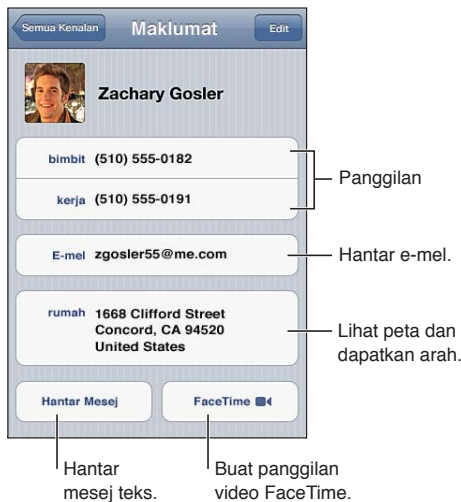 Semua Kenalan Maklumat Edit
Zachary Gosler
bimbit (510) 555-0182
kerja (510) 555-0191
Panggilan
E-mel zgosler55@me.com
Hantar e-mel.
rumah 1668 Clifford Street
Concord, CA 94520
United States
Lihat peta dan
dapatkan arah.
Hantar Mesej FaceTime
Hantar
mesej teks.
Buat panggilan
video FaceTime.